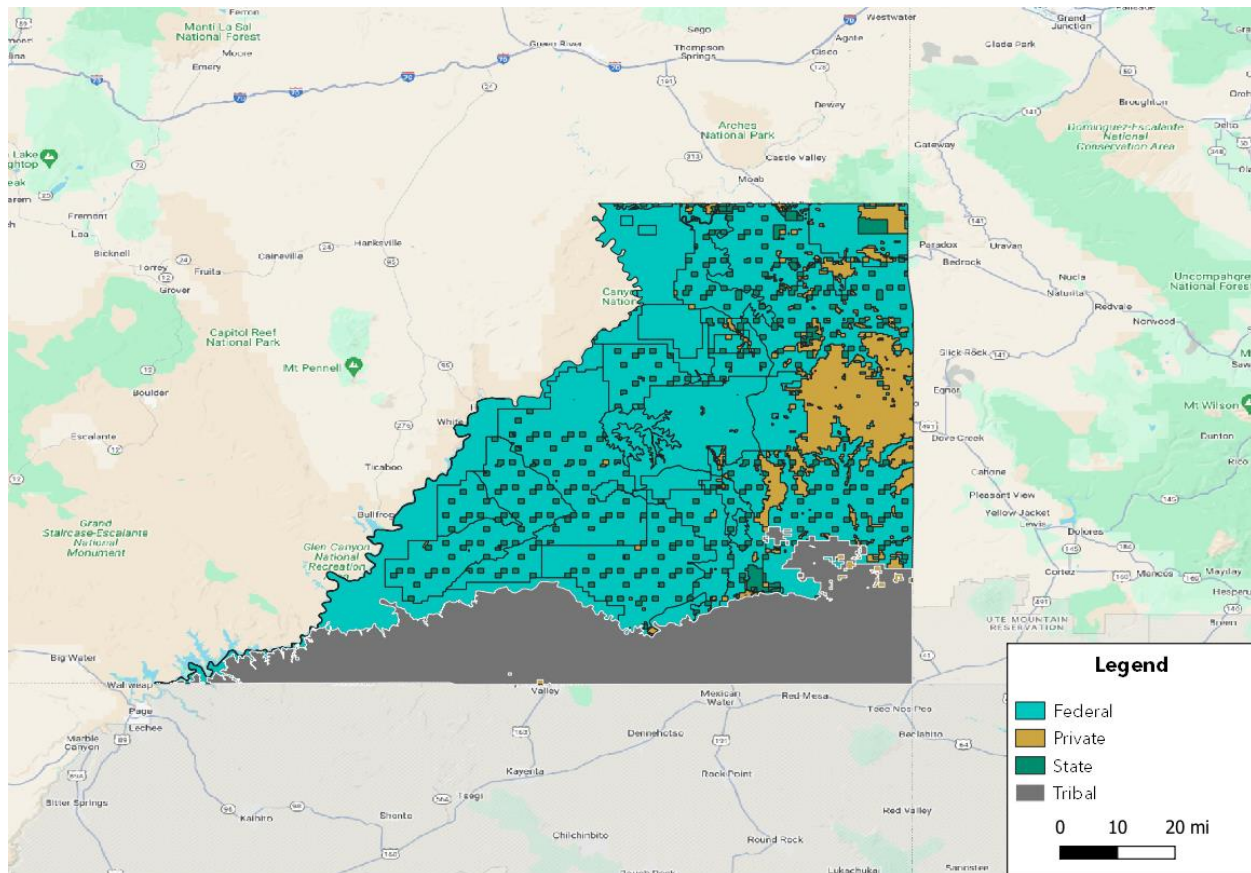 Ferron
Manti La Sal
National Forest
Moore
Emery
Green River
Sego
Thompson
Springs
Cisco
Agate
Westwater
Grand
Junction
Palisade
Glade Park
Broughton
Delta
Dominguez-Escalante
National
Conservation Area
Dewey
Arches
National Park
Castle Valley
Moab
Gateway
Fremont
Loa
Bicknell
Torrey
Fruita
Grover
Caineville
Hanksville
Capitol Reef
National Park
Mt Pennell
Boulder
Escalante
Ticaboo
Bullfrog
Grand
Staircase-Escalante
National
Monument
Glen Canyon
National
Recreation
Paradox
Bedrock
Uravan
Nucla
Naturita
Redvale
Norwood
Uncompahgre
National Forest
Slick Rock
Egnar
Mt Wilson
Dunton
Rico
Dove Creek
Cahone
Pleasant View
Yellow Jacket
Lewis
Dolores
Cortez
Mancos
Mayday
Hesperus
UTE MOUNTAIN
RESERVATION
Breen
Big Water
Wahweap
Page
Lechee
Marble
Canyon
Bitter Springs
Kaibito
Shonto
Tsegi
Kayenta
Valley
Dennehotso
Mexican
Water
Red Mesa
Teec Nos Pos
Beclabito
Rock Point
Chilchinbito
Round Rock
Red Valley
Lukachukai
Sanostee
Legend
Federal
Private
State
Tribal
0 10 20 mi